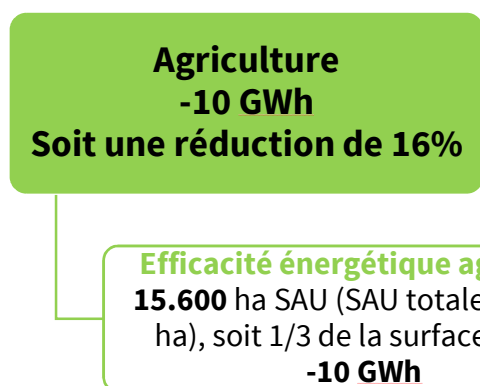 Agriculture
-10 GWh
Soit une réduction de 16%
Efficacité énergétique
15.600 ha SAU (SAU totale
ha), soit 1/3 de la surface
-10 GWh